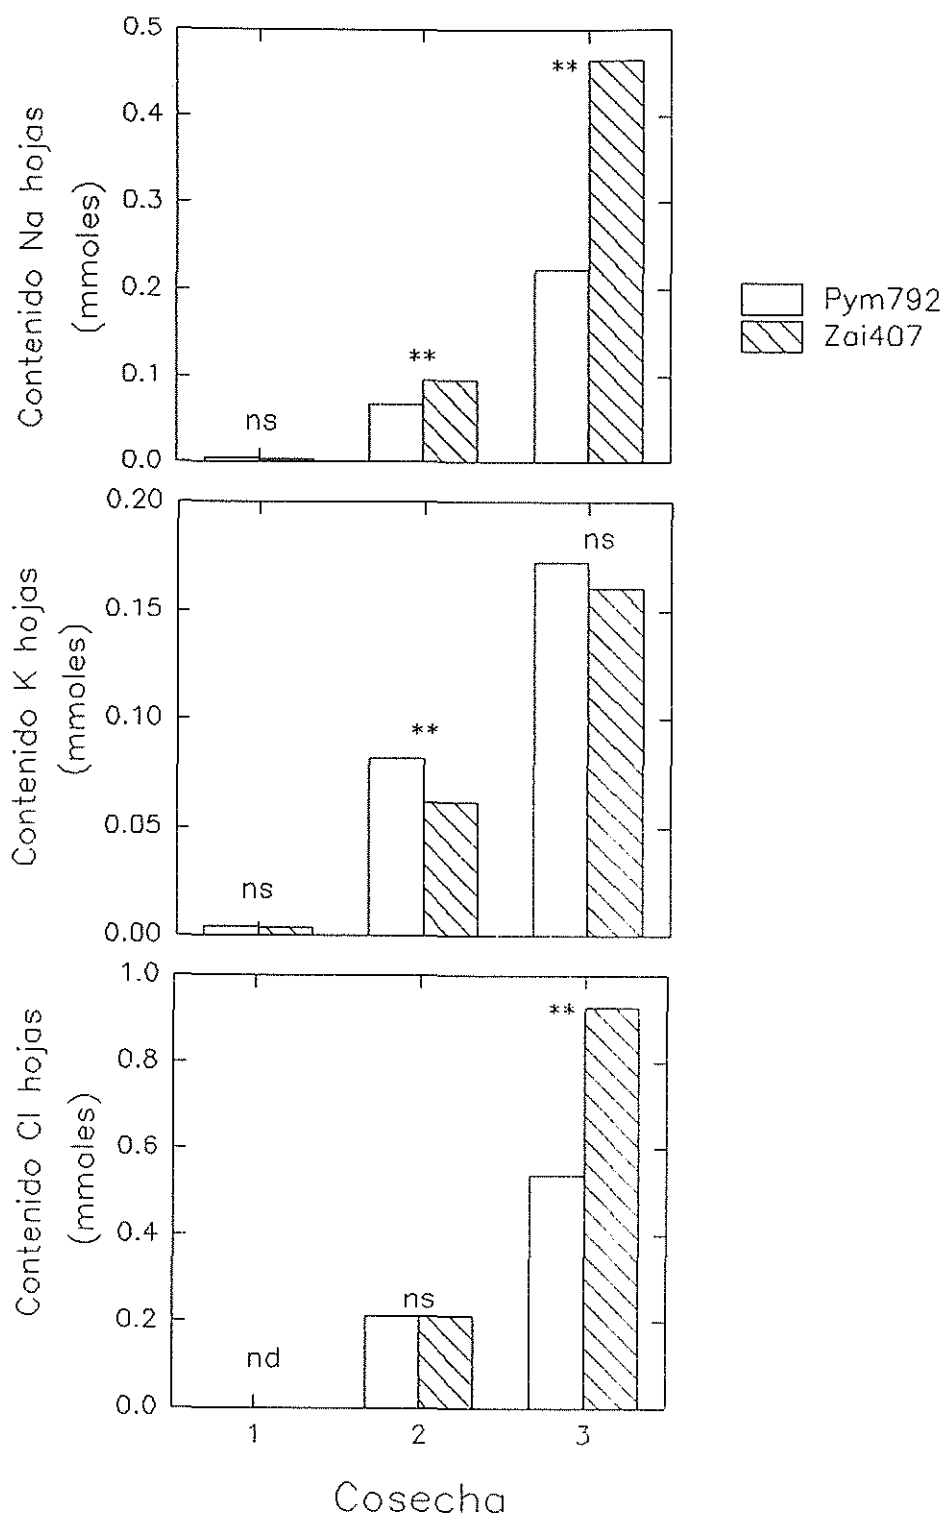 Contenido Na hojas
(mmoles)
0.5
0.4
0.3
0.2
0.1
0.0
ns
**
**
Pym792
Zai407
Contenido K hojas
(mmoles)
0.20
0.15
0.10
0.05
0.00
ns
**
ns
Contenido Cl hojas
(mmoles)
1.0
0.8
0.6
0.4
0.2
0.0
nd
ns
**
1 2 3
Cosecha